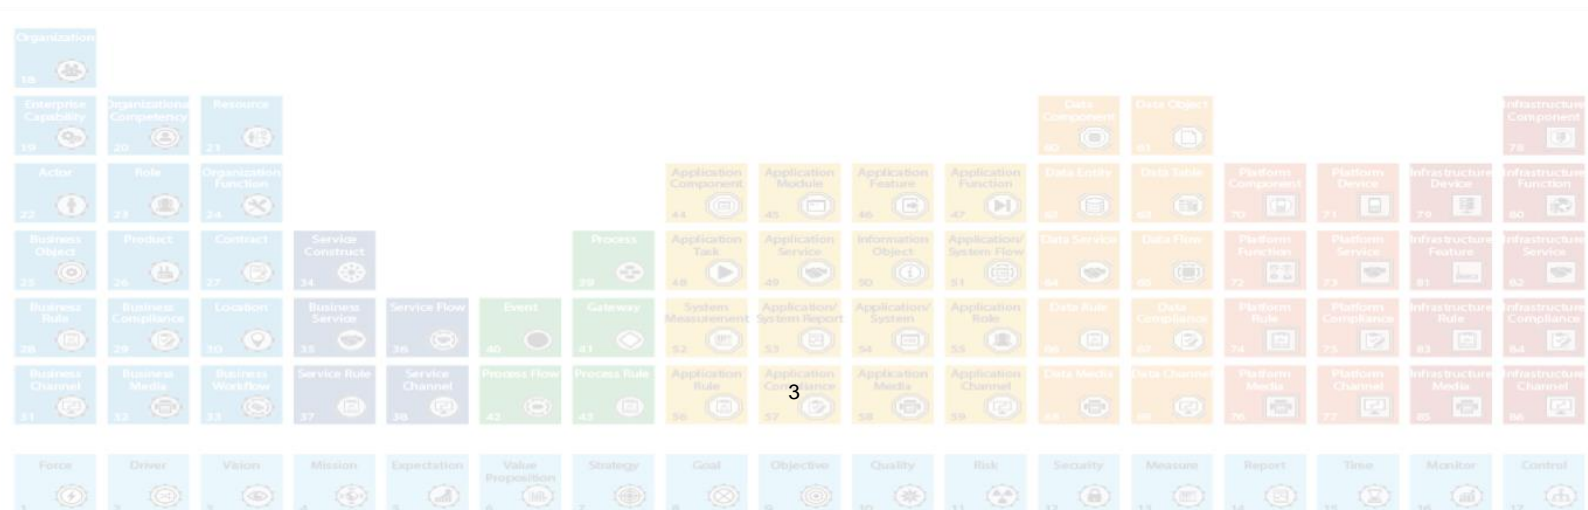 Organization
18
Enterprise Capability
19
Organizational Competency
20
Resource
21
Data Component
60
Data Object
61
Infrastructure Component
78
Actor
22
Role
23
Organization Function
24
Application Component
44
Application Module
45
Application Feature
46
Application Function
47
Data Entity
62
Data Table
63
Platform Component
70
Platform Device
71
Infrastructure Device
79
Infrastructure Function
80
Business Object
25
Product
26
Contract
27
Service Construct
34
Process
39
Application Task
48
Application Service
49
Information Object
50
Application/ System Flow
51
Data Service
64
Data Flow
65
Platform Function
72
Platform Service
73
Infrastructure Feature
81
Infrastructure Service
82
Business Rule
28
Business Compliance
29
Location
30
Business Service
35
Service Flow
36
Event
40
Gateway
41
System Measurement
52
Application/ System Report
53
Application/ System
54
Application Role
55
Data Rule
66
Data Compliance
67
Platform Rule
74
Platform Compliance
75
Infrastructure Rule
83
Infrastructure Compliance
84
Business Channel
31
Business Media
32
Business Workflow
33
Service Rule
37
Service Channel
38
Process Flow
42
Process Rule
43
Application Rule
56
Application Compliance
57
3
Application Media
58
Application Channel
59
Data Media
Data Channel
Platform Media
76
Platform Channel
77
Infrastructure Media
85
Infrastructure Channel
86
Force
Driver
Vision
Mission
Expectation
Value Proposition
Strategy
Goal
Objective
Quality
Risk
Security
Measure
Report
Time
Monitor
Control